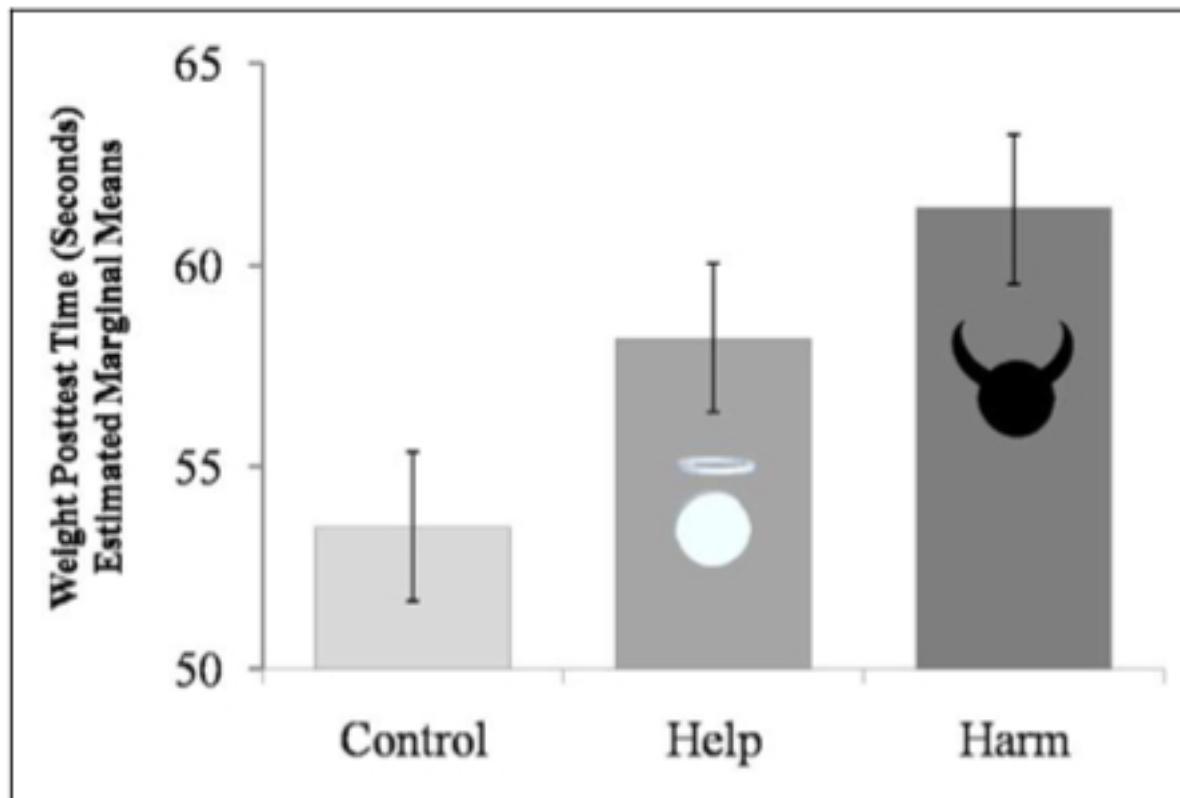 Weight Posttest Time (Seconds)
Estimated Marginal Means
65
60
55
50
Control Help Harm